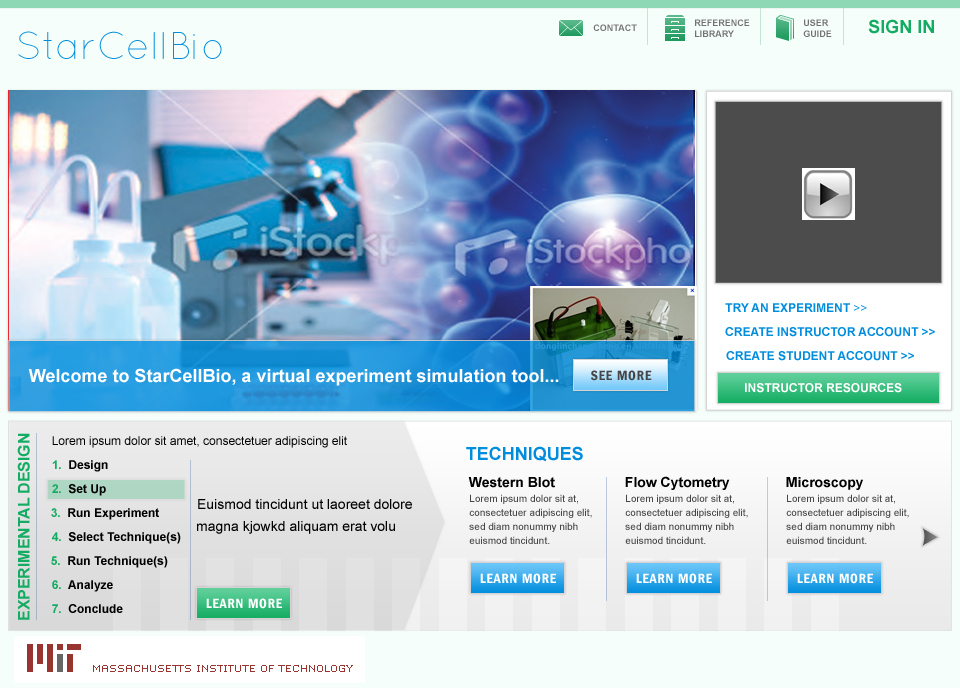 StarCellBio
CONTACT
REFERENCE
LIBRARY
USER
GUIDE
SIGN IN
iStockp
iStockpho
Welcome to StarCellBio, a virtual experiment simulation tool...
SEE MORE
TRY AN EXPERIMENT >>
CREATE INSTRUCTOR ACCOUNT >>
CREATE STUDENT ACCOUNT >>
INSTRUCTOR RESOURCES
EXPERIMENTAL DESIGN
Lorem ipsum dolor sit amet, consectetuer adipiscing elit
1. Design
2. Set Up
3. Run Experiment
4. Select Technique(s)
5. Run Technique(s)
6. Analyze
7. Conclude
Euismod tincidunt ut laoreet dolore
magna kjowkd aliquam erat volu
LEARN MORE
TECHNIQUES
Western Blot
Lorem ipsum dolor sit at,
consectetuer adipiscing elit,
sed diam nonummy nibh
euismod tincidunt.
LEARN MORE
Flow Cytometry
Lorem ipsum dolor sit at,
consectetuer adipiscing elit,
sed diam nonummy nibh
euismod tincidunt.
LEARN MORE
Microscopy
Lorem ipsum dolor sit at,
consectetuer adipiscing elit,
sed diam nonummy nibh
euismod tincidunt.
LEARN MORE
MIT
MASSACHUSETTS INSTITUTE OF TECHNOLOGY